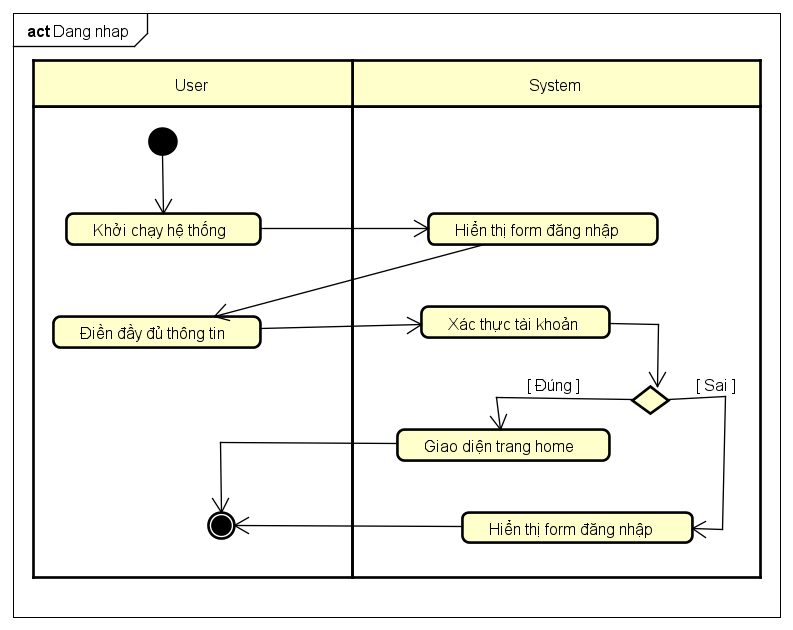 act Dang nhap
User
System
Khởi chạy hệ thống
Hiển thị form đăng nhập
Điền đầy đủ thông tin
Xác thực tài khoản
[ Đúng ]
[ Sai ]
Giao diện trang home
Hiển thị form đăng nhập